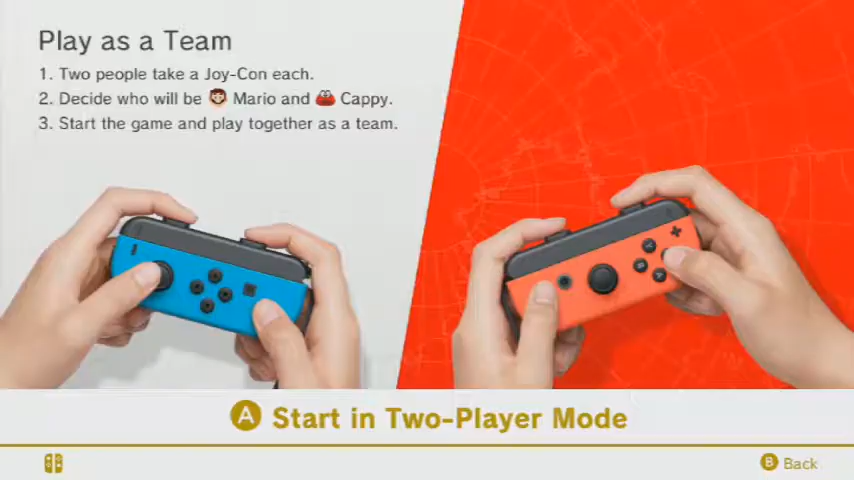 Play as a Team
1. Two people take a Joy-Con each.
2. Decide who will be Mario and Cappy.
3. Start the game and play together as a team.
Y
B
A
A Start in Two-Player Mode
B Back